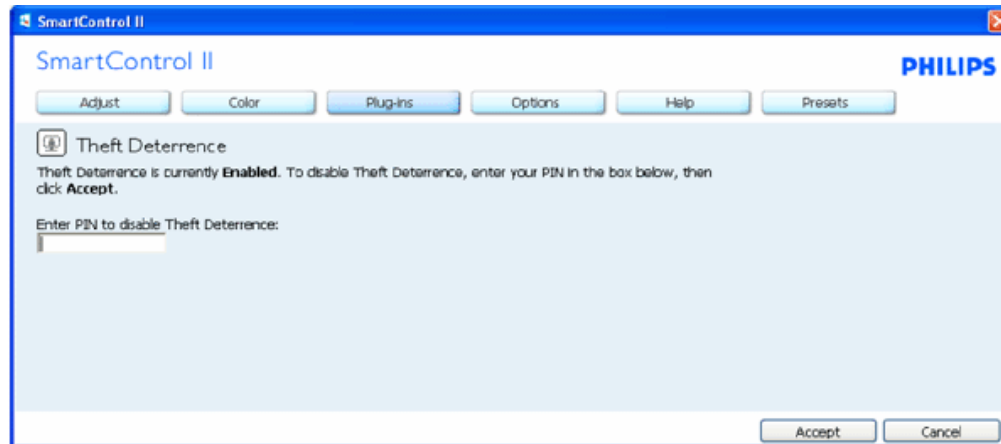 SmartControl II
SmartControl II
PHILIPS
Adjust Color Plug-ins Options Help Presets
Theft Deterrence
Theft Deterrence is currently Enabled. To disable Theft Deterrence, enter your PIN in the box below, then
click Accept.
Enter PIN to disable Theft Deterrence:
Accept Cancel